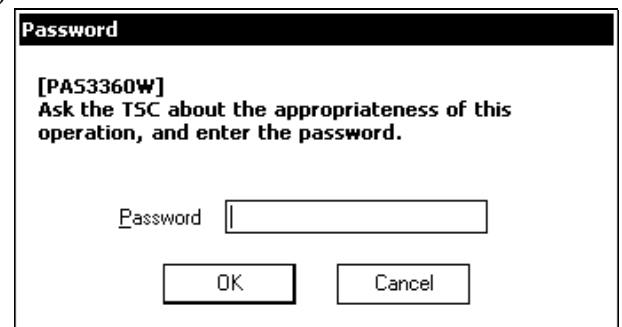 Password
[PAS3360W]
Ask the TSC about the appropriateness of this
operation, and enter the password.
Password
OK
Cancel